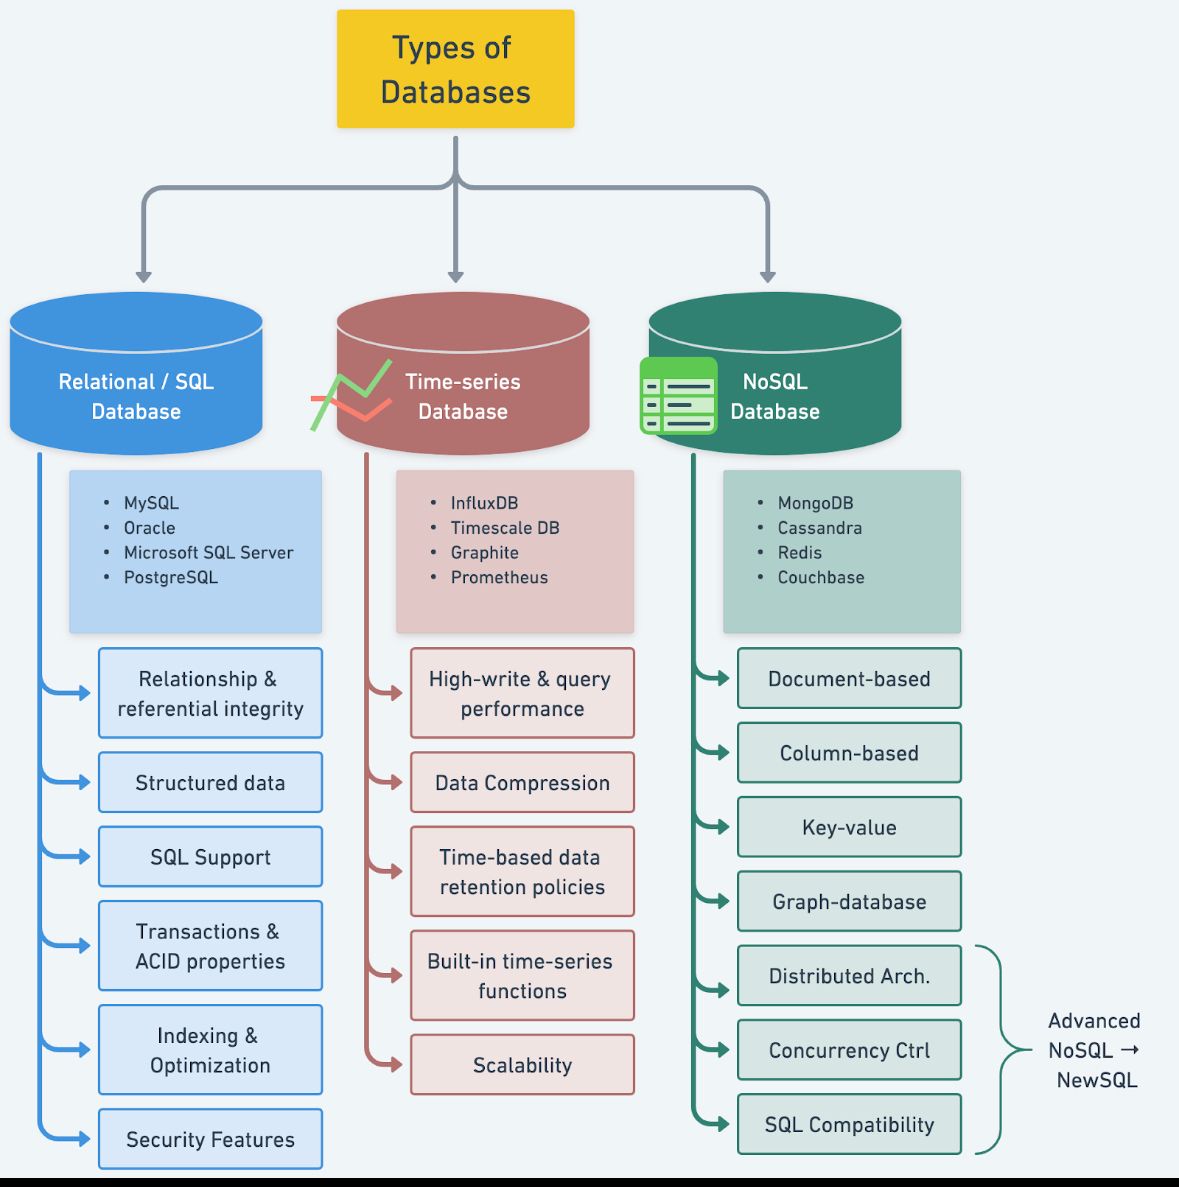 Types of
Databases
Relational / SQL
Database
Time-series
Database
NoSQL
Database
• MySQL
• Oracle
• Microsoft SQL Server
• PostgreSQL
• InfluxDB
• Timescale DB
• Graphite
• Prometheus
• MongoDB
• Cassandra
• Redis
• Couchbase
Relationship &
referential integrity
Structured data
SQL Support
Transactions &
ACID properties
Indexing &
Optimization
Security Features
High-write & query
performance
Data Compression
Time-based data
retention policies
Built-in time-series
functions
Scalability
Document-based
Column-based
Key-value
Graph-database
Distributed Arch.
Concurrency Ctrl
SQL Compatibility
Advanced
NoSQL →
NewSQL